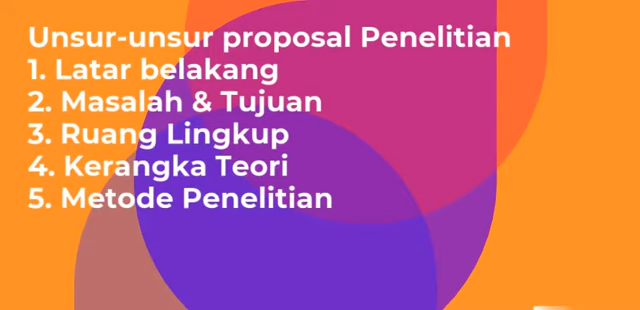 Unsur-unsur proposal Penelitian
1. Latar belakang
2. Masalah & Tujuan
3. Ruang Lingkup
4. Kerangka Teori
5. Metode Penelitian